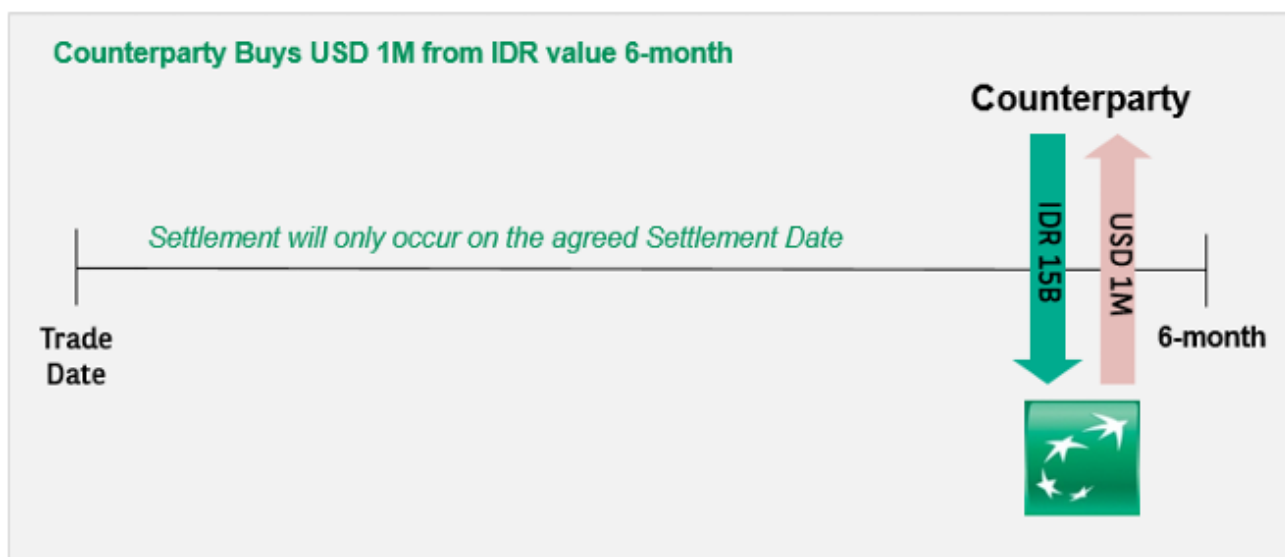 Counterparty Buys USD 1M from IDR value 6-month
Counterparty
Settlement will only occur on the agreed Settlement Date
IDR 15B
USD 1M
Trade
Date
6-month